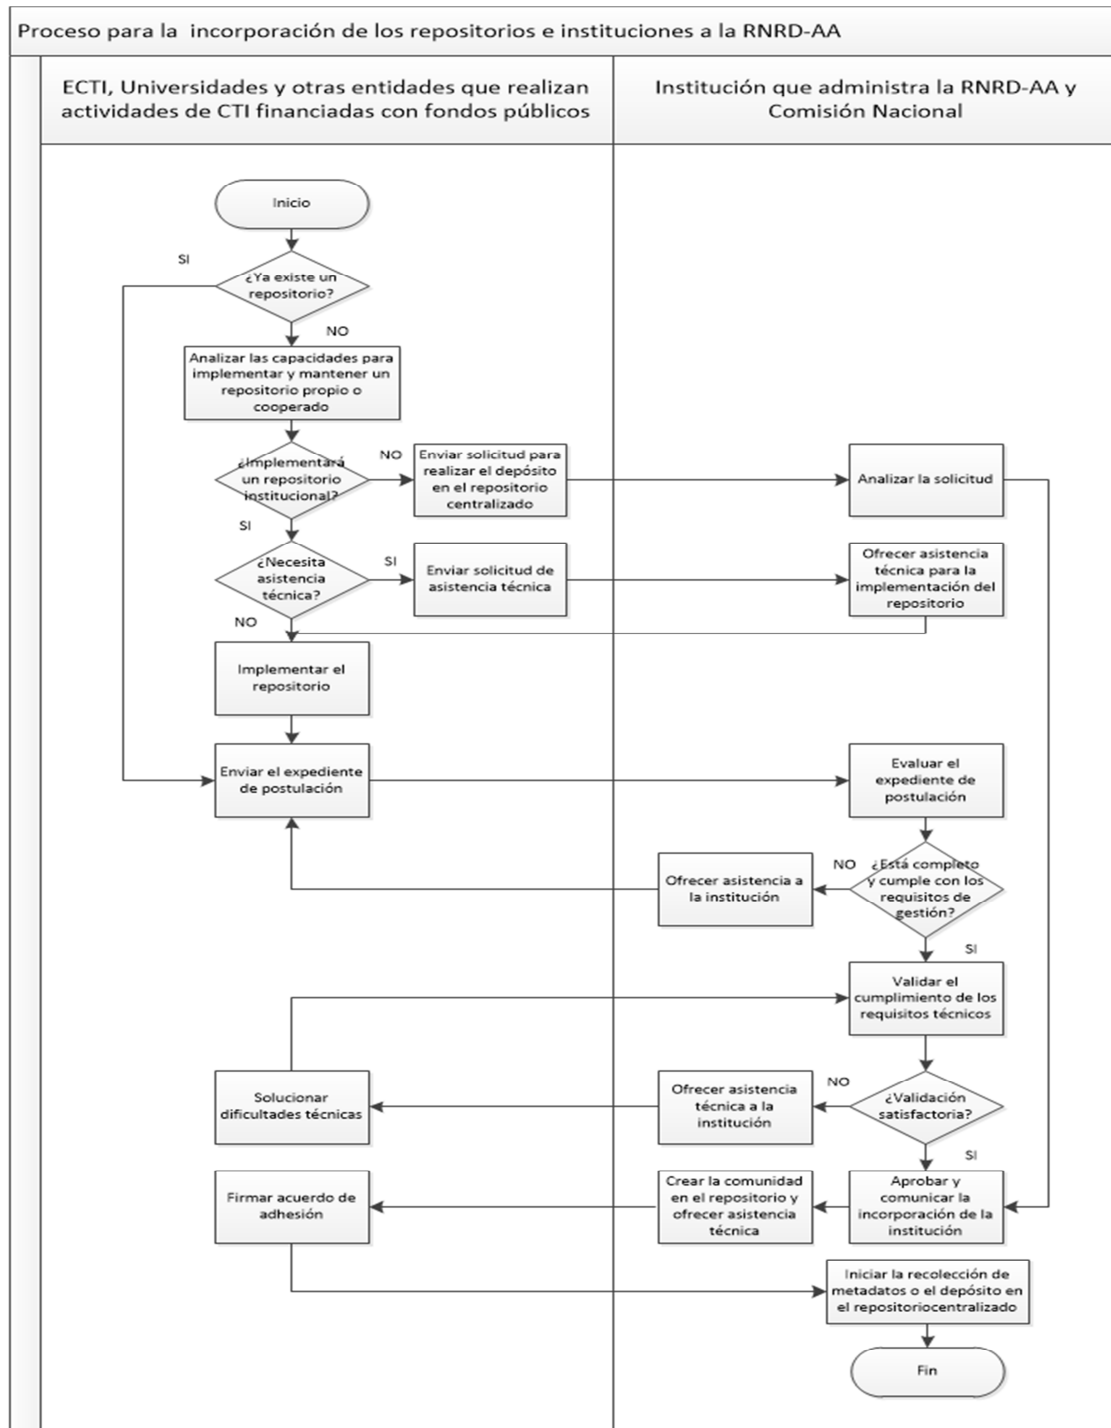 Proceso para la incorporación de los repositorios e instituciones a la RNRD-AA
ECTI, Universidades y otras entidades que realizan
actividades de CTI financiadas con fondos públicos
Institución que administra la RNRD-AA y
Comisión Nacional
Inicio
SI
¿Ya existe un
repositorio?
NO
Analizar las capacidades para
implementar y mantener un
repositorio propio o
cooperado
¿Implementará
un repositorio
institucional?
NO
Enviar solicitud para
realizar el depósito
en el repositorio
centralizado
Analizar la solicitud
SI
¿Necesita
asistencia
técnica?
SI
Enviar solicitud de
asistencia técnica
Ofrecer asistencia
técnica para la
implementación del
repositorio
NO
Implementar el
repositorio
Enviar el expediente
de postulación
Evaluar el
expediente de
postulación
¿Está completo
y cumple con los
requisitos de
gestión?
NO
Ofrecer asistencia a
la institución
SI
Validar el
cumplimiento de los
requisitos técnicos
¿Validación
satisfactoria?
NO
Ofrecer asistencia
técnica a la
institución
Solucionar
dificultades técnicas
SI
Aprobar y
comunicar la
incorporación de la
institución
Crear la comunidad
en el repositorio y
ofrecer asistencia
técnica
Firmar acuerdo de
adhesión
Iniciar la recolección de
metadatos o el depósito en
el repositoriocentralizado
Fin